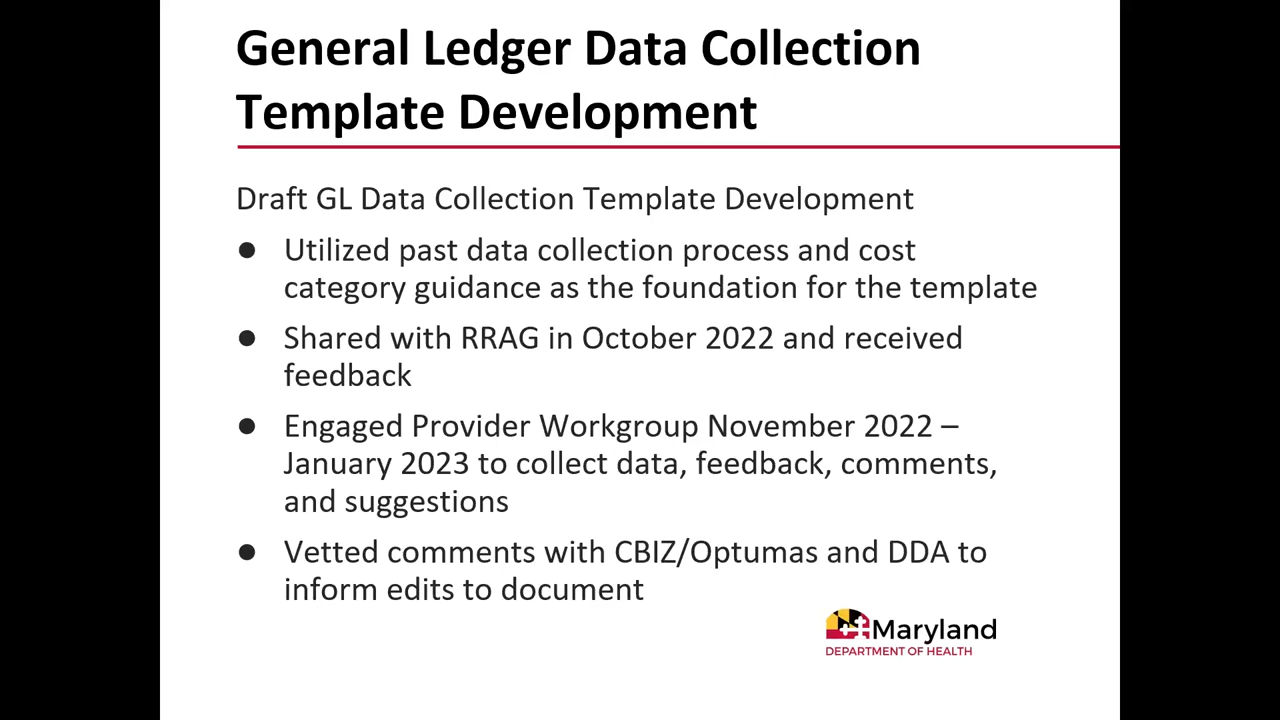 General Ledger Data Collection
Template Development
Draft GL Data Collection Template Development
● Utilized past data collection process and cost
category guidance as the foundation for the template
● Shared with RRAG in October 2022 and received
feedback
● Engaged Provider Workgroup November 2022 –
January 2023 to collect data, feedback, comments,
and suggestions
● Vetted comments with CBIZ/Optumas and DDA to
inform edits to document
Maryland
DEPARTMENT OF HEALTH